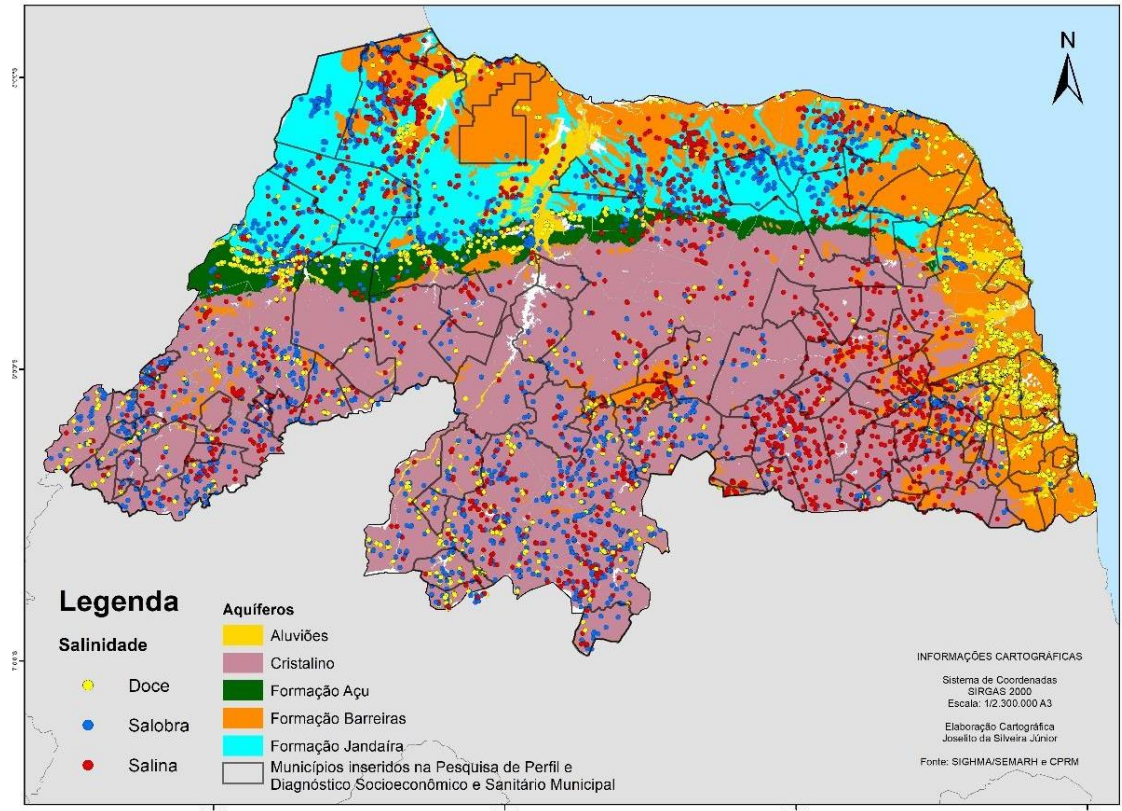 N
Legenda
Salinidade
Doce
Salobra
Salina
Aquíferos
Aluviões
Cristalino
Formação Açu
Formação Barreiras
Formação Jandaíra
Municípios inseridos na Pesquisa de Perfil e
Diagnóstico Socioeconômico e Sanitário Municipal
INFORMAÇÕES CARTOGRÁFICAS
Sistema de Coordenadas
SIRGAS 2000
Escala: 1/2.300.000 A3
Elaboração Cartográfica
Joselito da Silveira Júnior
Fonte: SIGHMA/SEMARH e CPRM